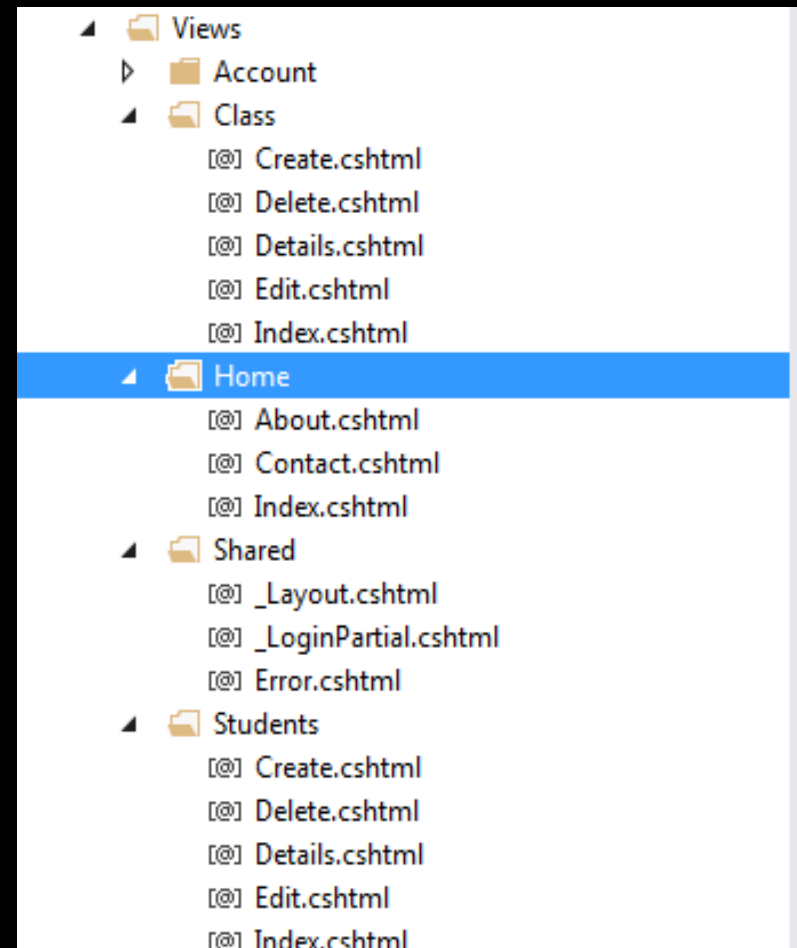 Views
Account
Class
[@] Create.cshtml
[@] Delete.cshtml
[@] Details.cshtml
[@] Edit.cshtml
[@] Index.cshtml
Home
[@] About.cshtml
[@] Contact.cshtml
[@] Index.cshtml
Shared
[@] _Layout.cshtml
[@] _LoginPartial.cshtml
[@] Error.cshtml
Students
[@] Create.cshtml
[@] Delete.cshtml
[@] Details.cshtml
[@] Edit.cshtml
[@] Index.cshtml